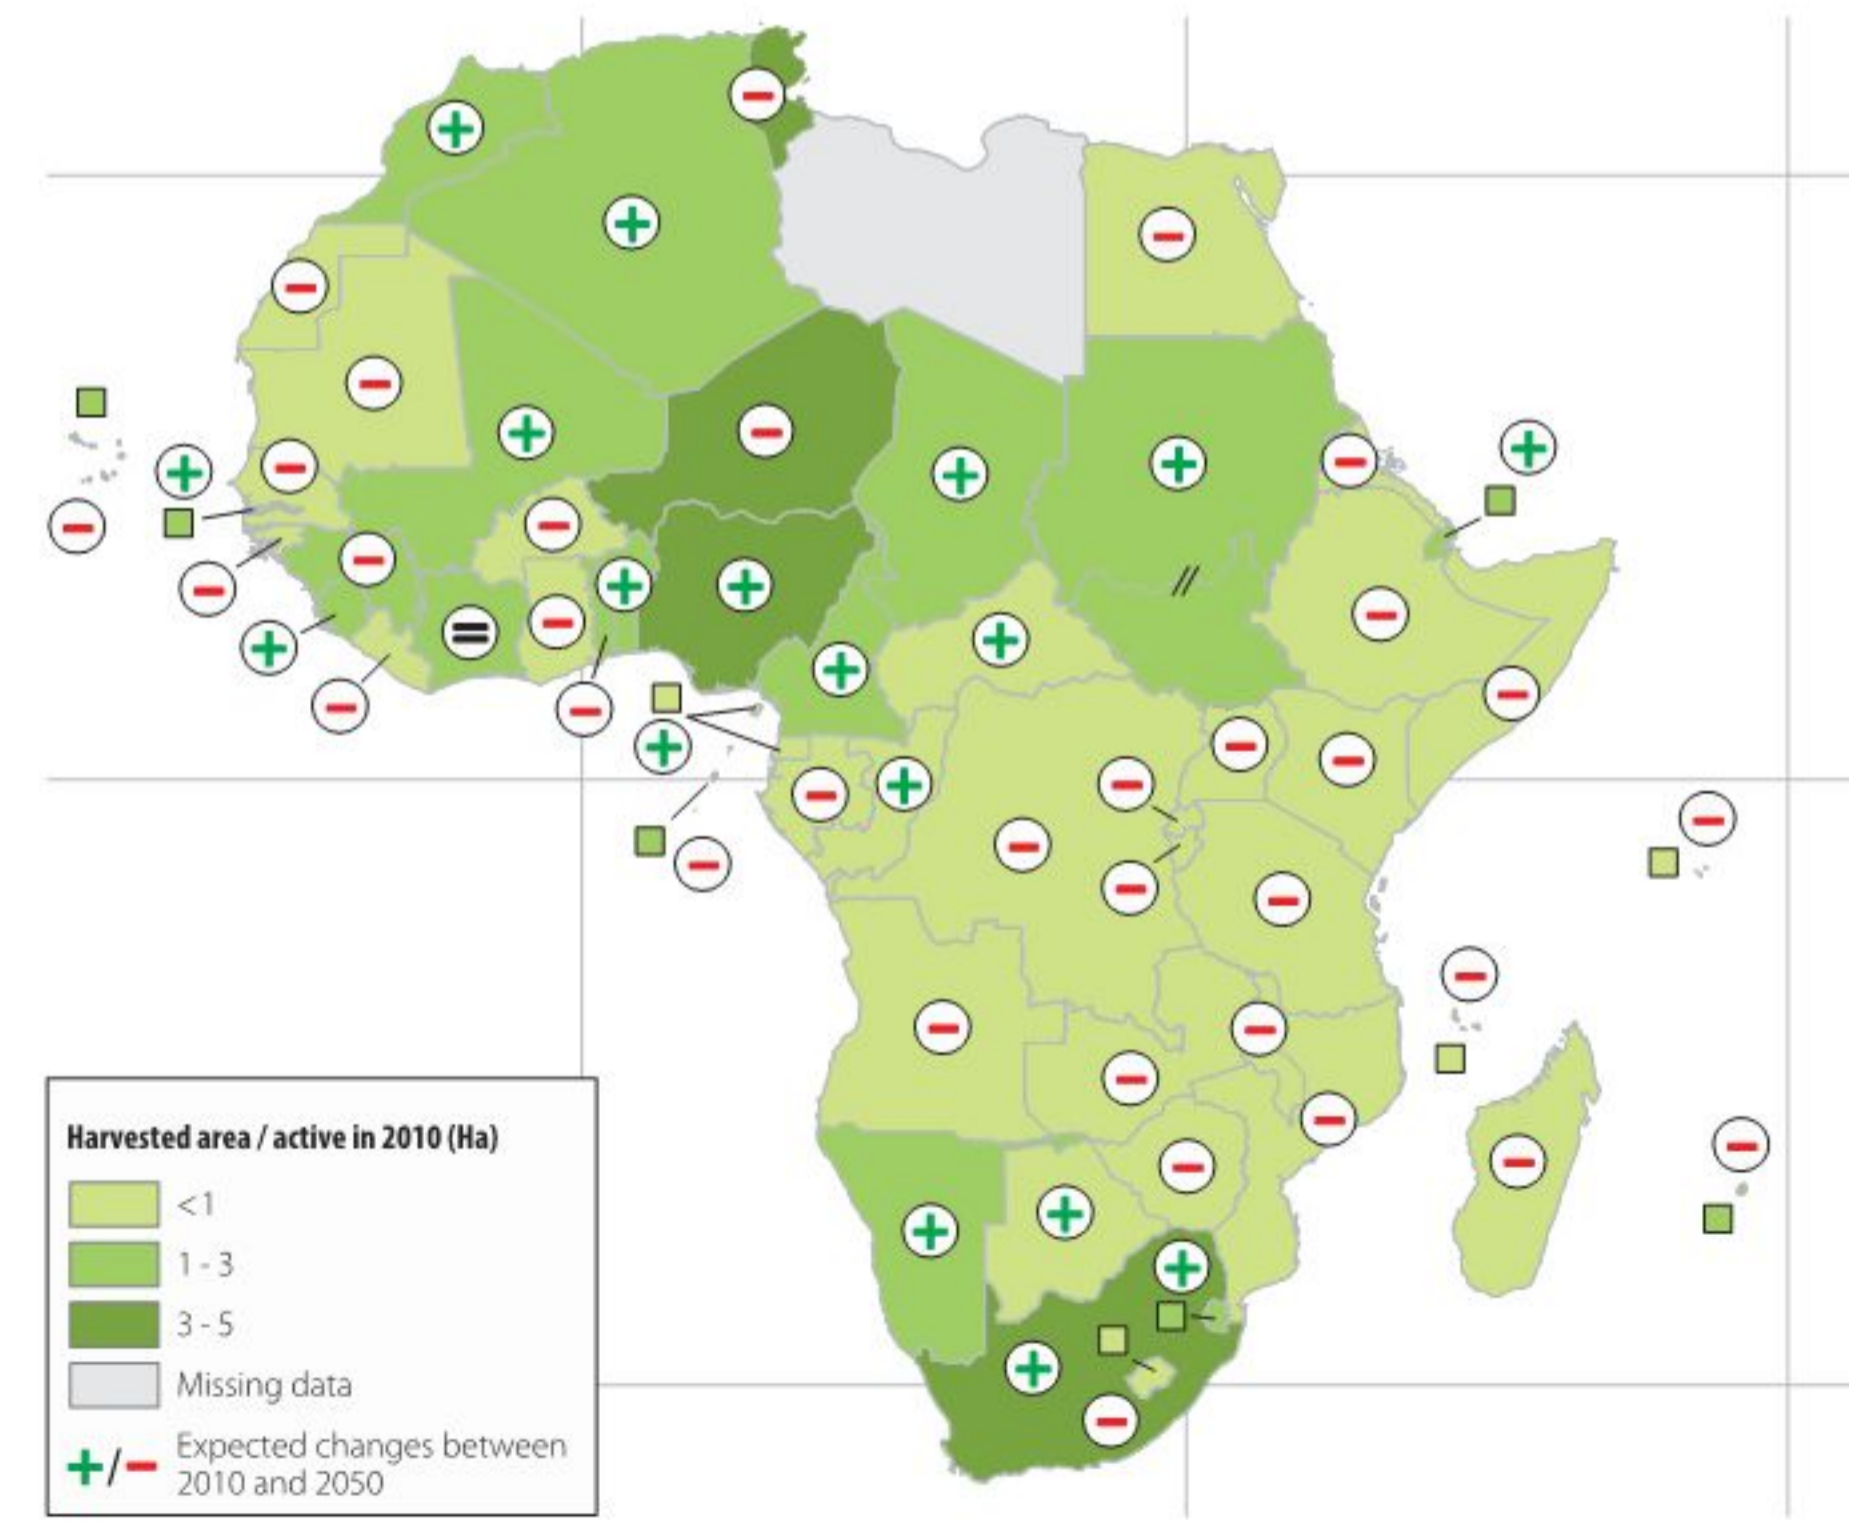 Harvested area / active in 2010 (Ha)
<1
1 - 3
3 - 5
Missing data
+/- Expected changes between
2010 and 2050